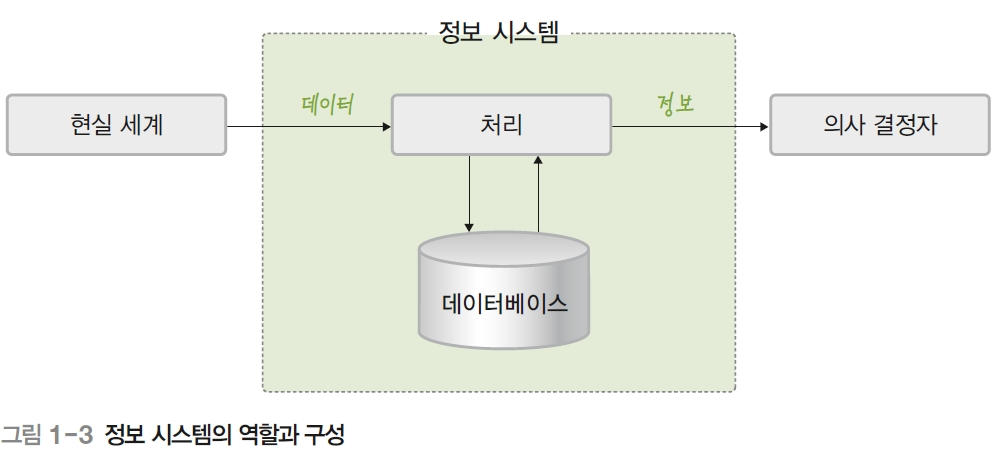 정보 시스템
데이터
정보
현실 세계
처리
의사 결정자
데이터베이스
그림 1-3 정보 시스템의 역할과 구성